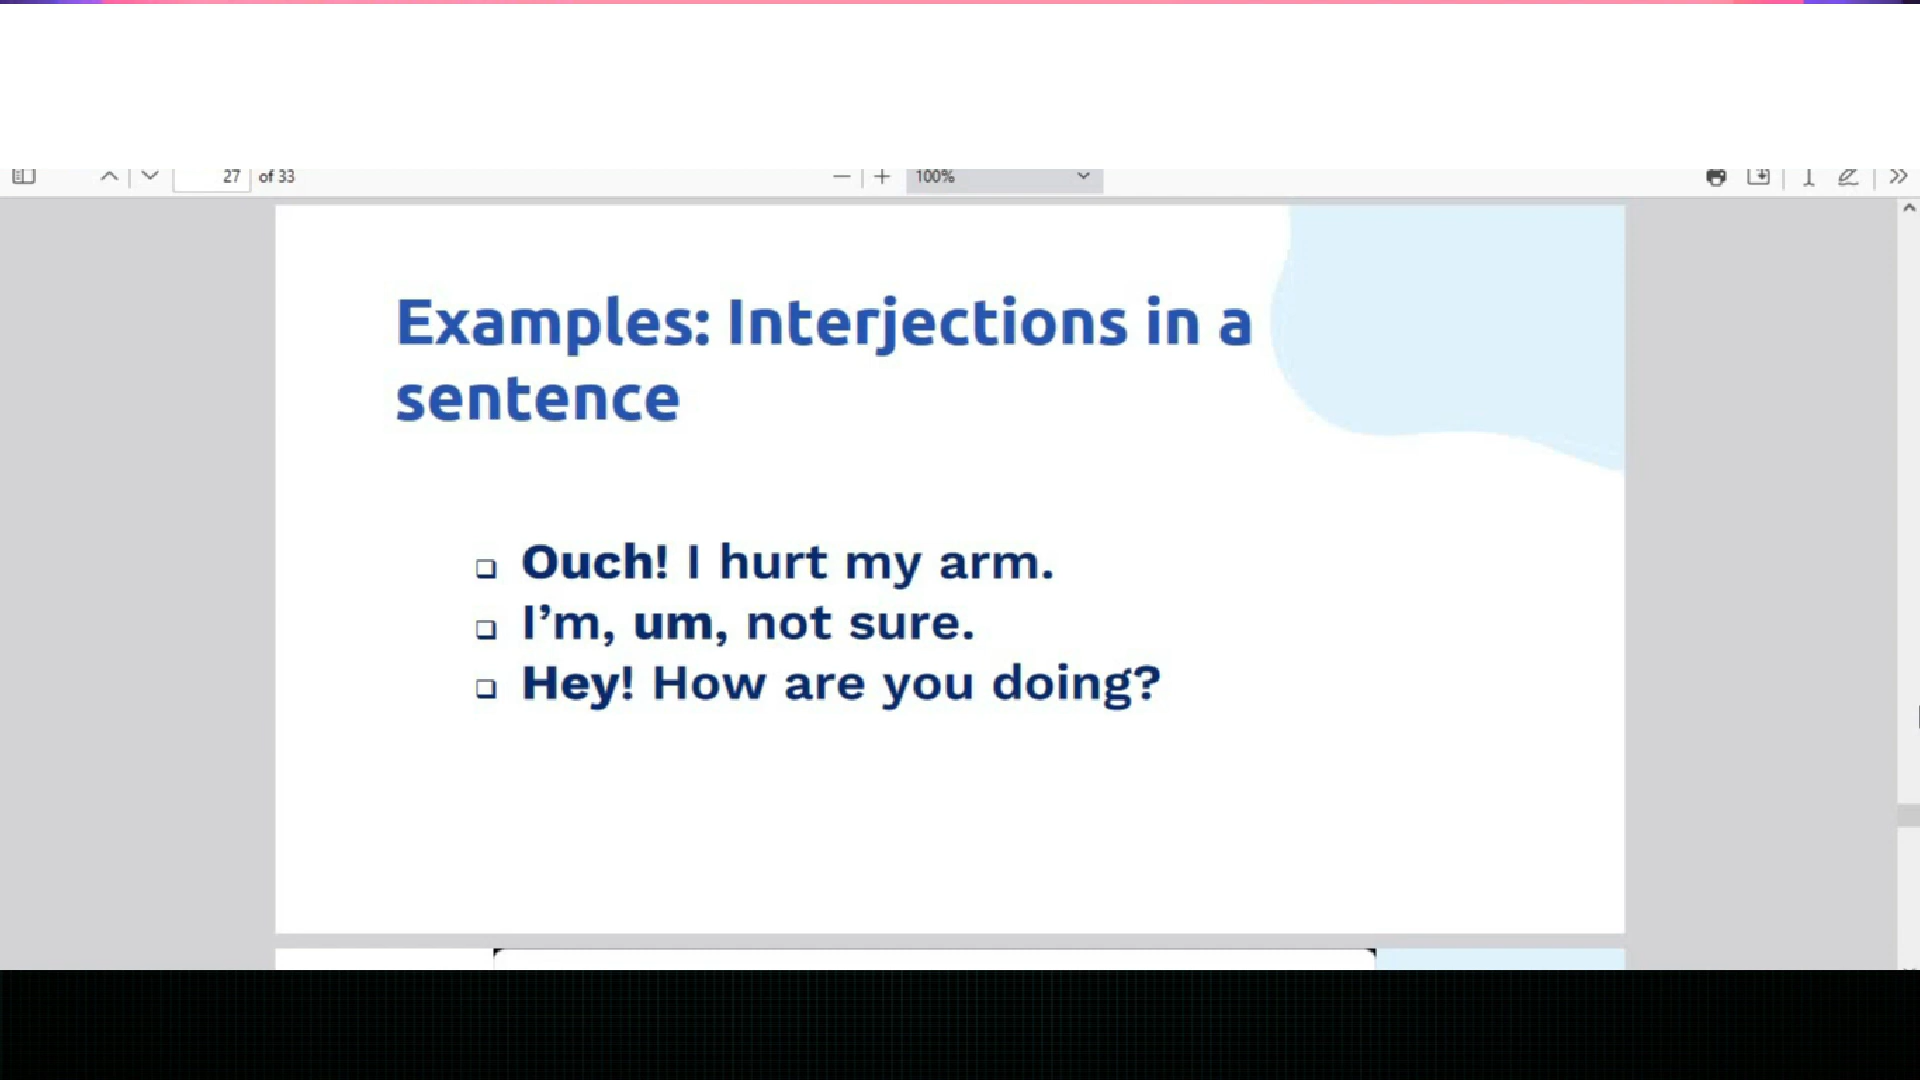 27 of 33
100%
Examples: Interjections in a
sentence
❑ Ouch! I hurt my arm.
❑ I’m, um, not sure.
❑ Hey! How are you doing?